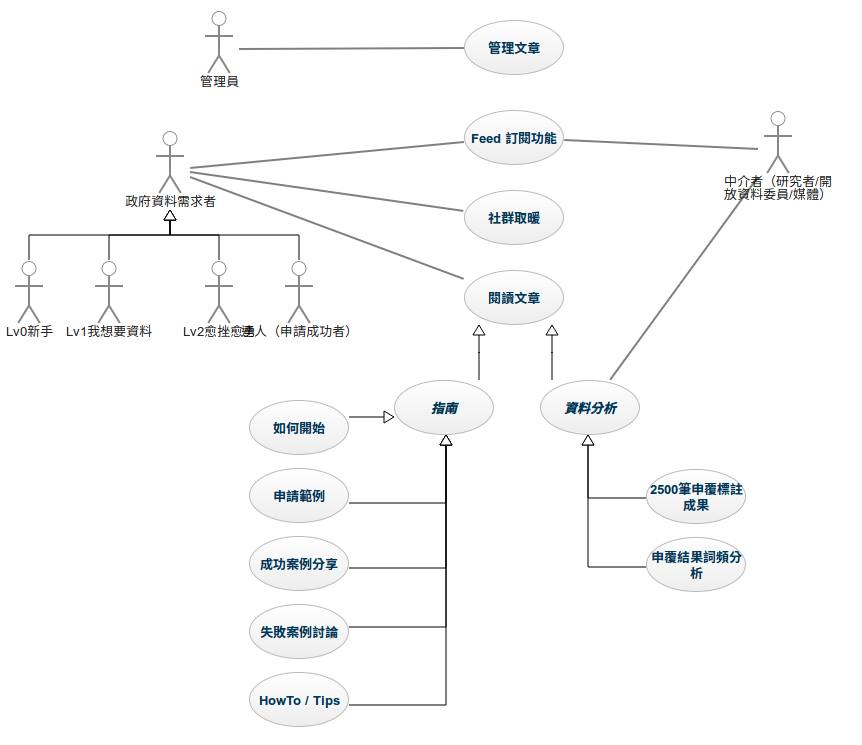 管理員
管理文章
Feed 訂閱功能
中介者（研究者/開
放資料委員/媒體）
政府資料需求者
社群取暖
閱讀文章
Lv0新手
Lv1我想要資料
Lv2愈挫愈勇
達人（申請成功者）
指南
資料分析
如何開始
申請範例
成功案例分享
失敗案例討論
HowTo / Tips
2500筆申覆標註
成果
申覆結果詞頻分
析